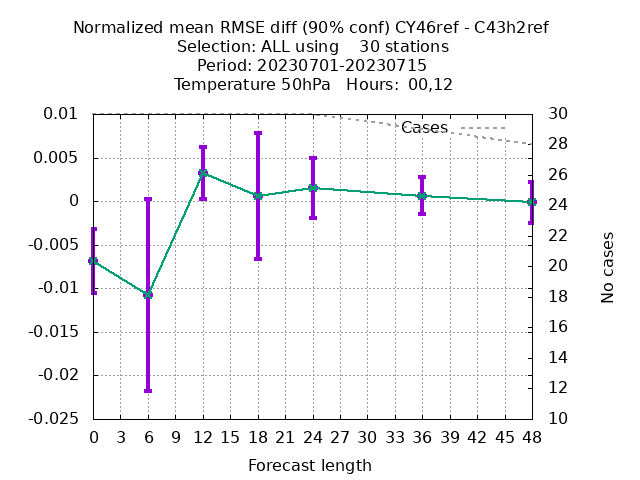 Normalized mean RMSE diff (90% conf) CY46ref - C43h2ref
Selection: ALL using    30 stations
Period: 20230701-20230715
Temperature 50hPa   Hours:  00,12
Cases
0.01
0.005
0
-0.005
-0.01
-0.015
-0.02
-0.025
30
28
26
24
22
20
18
16
14
12
10
No cases
0 3 6 9 12 15 18 21 24 27 30 33 36 39 42 45 48
Forecast length